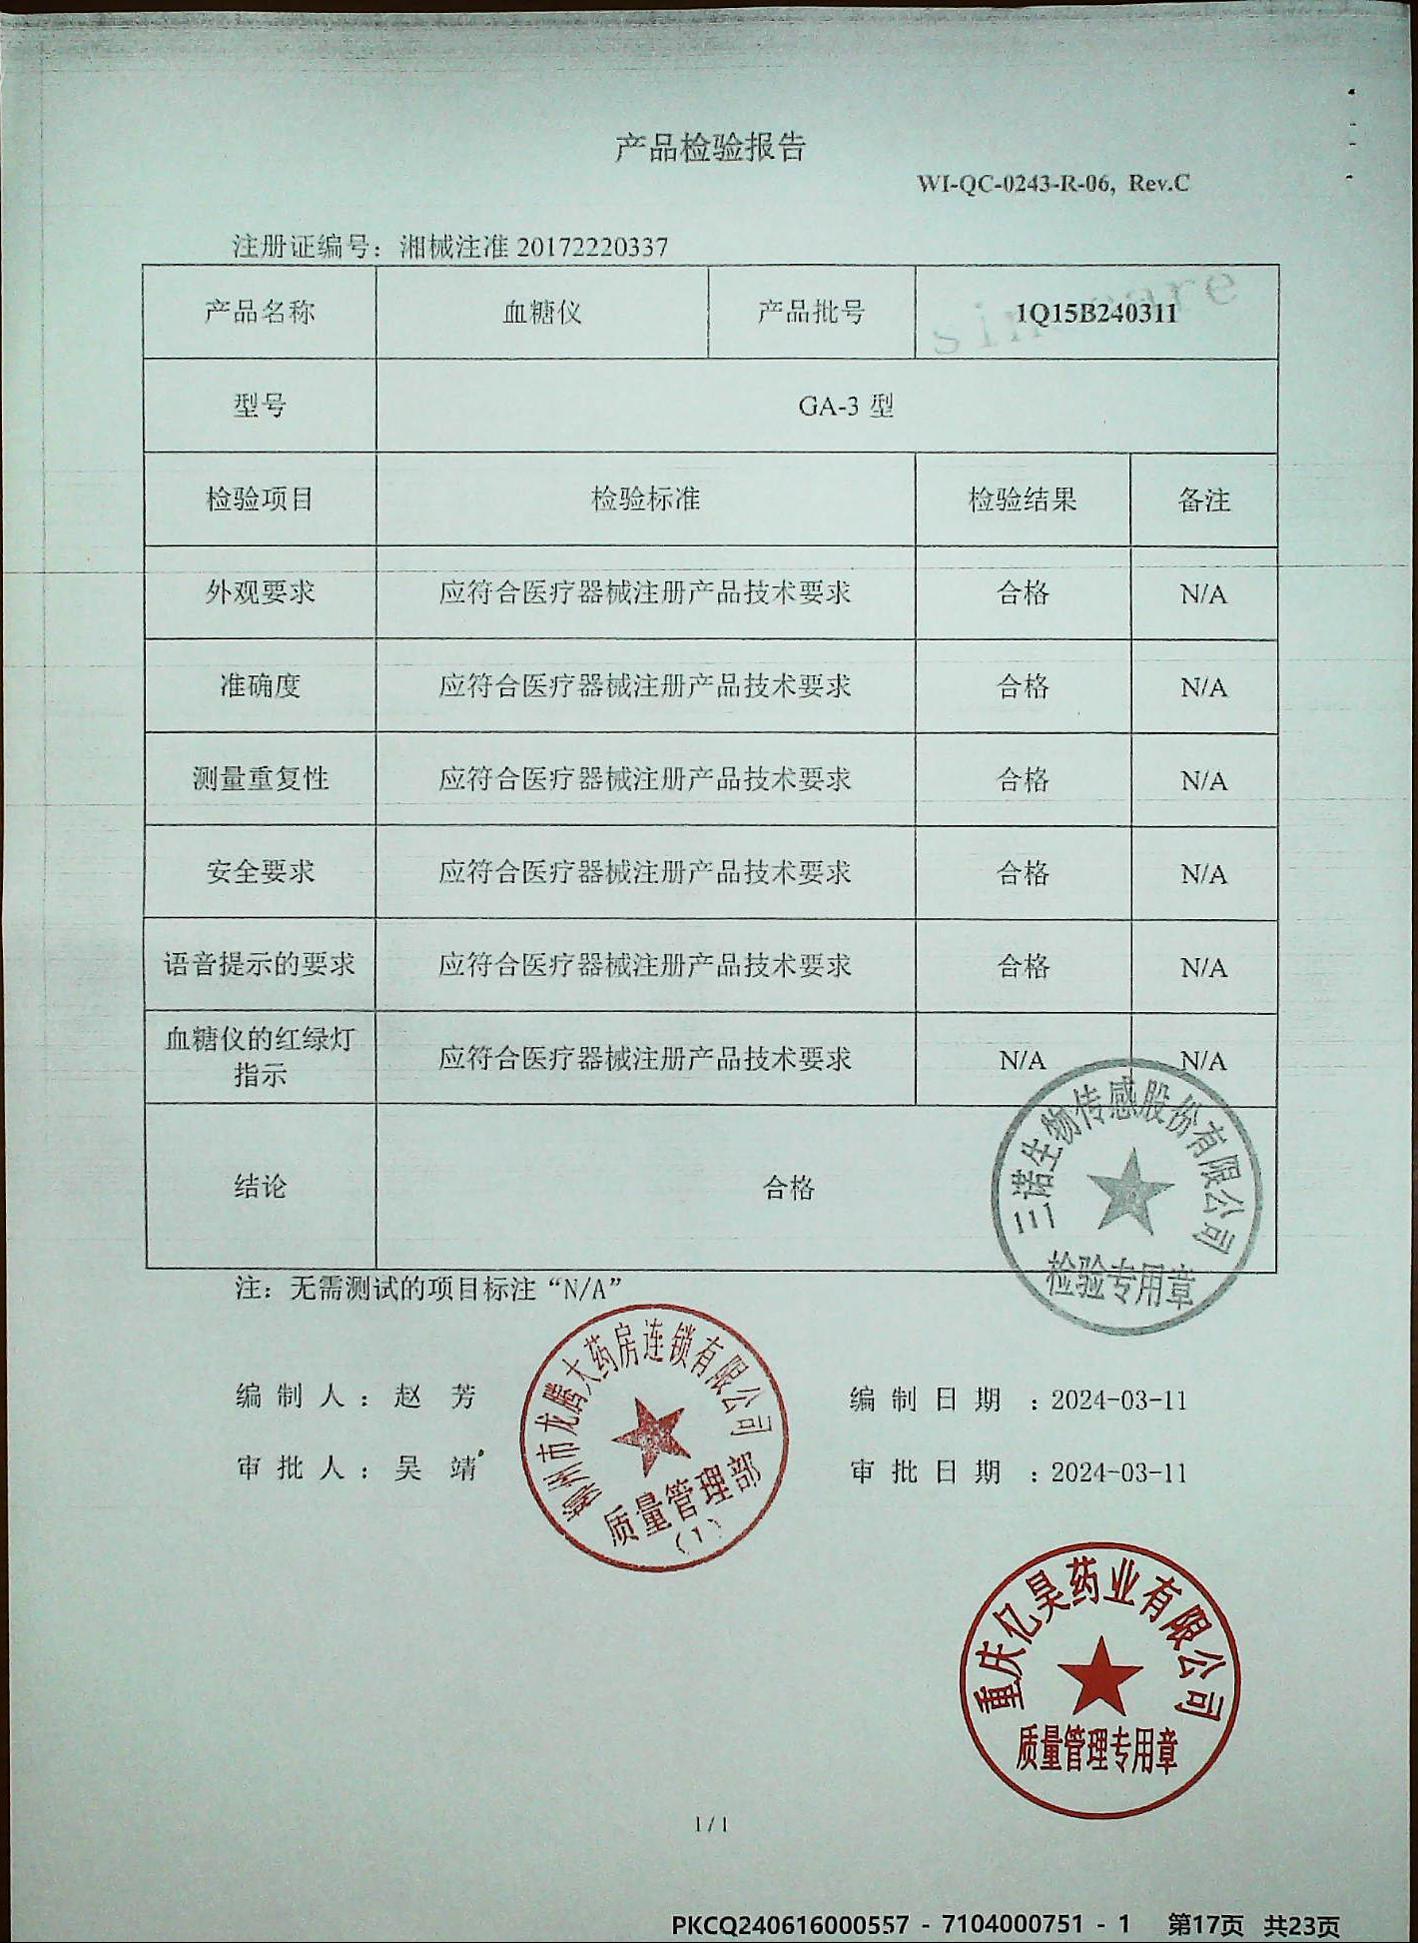 产品检验报告
WI-QC-0243-R-06, Rev.C
注册证编号：湘械注准 20172220337
产品名称 血糖仪 产品批号 1Q15B240311
型号 GA-3 型
检验项目 检验标准 检验结果 备注
外观要求 应符合医疗器械注册产品技术要求 合格 N/A
准确度 应符合医疗器械注册产品技术要求 合格 N/A
测量重复性 应符合医疗器械注册产品技术要求 合格 N/A
安全要求 应符合医疗器械注册产品技术要求 合格 N/A
语音提示的要求 应符合医疗器械注册产品技术要求 合格 N/A
血糖仪的红绿灯
指示 应符合医疗器械注册产品技术要求 N/A N/A
结论 合格
三诺生物传感股份有限公司
检验专用章
注：无需测试的项目标注“N/A”
编制人：赵芳 编制日期：2024-03-11
审批人：吴靖 审批日期：2024-03-11
市龙腾大药房连锁有限公司
质量管理部
(1)
重庆亿昊药业有限公司
质量管理专用章
1 / 1
PKCQ240616000557 - 7104000751 - 1 第17页 共23页